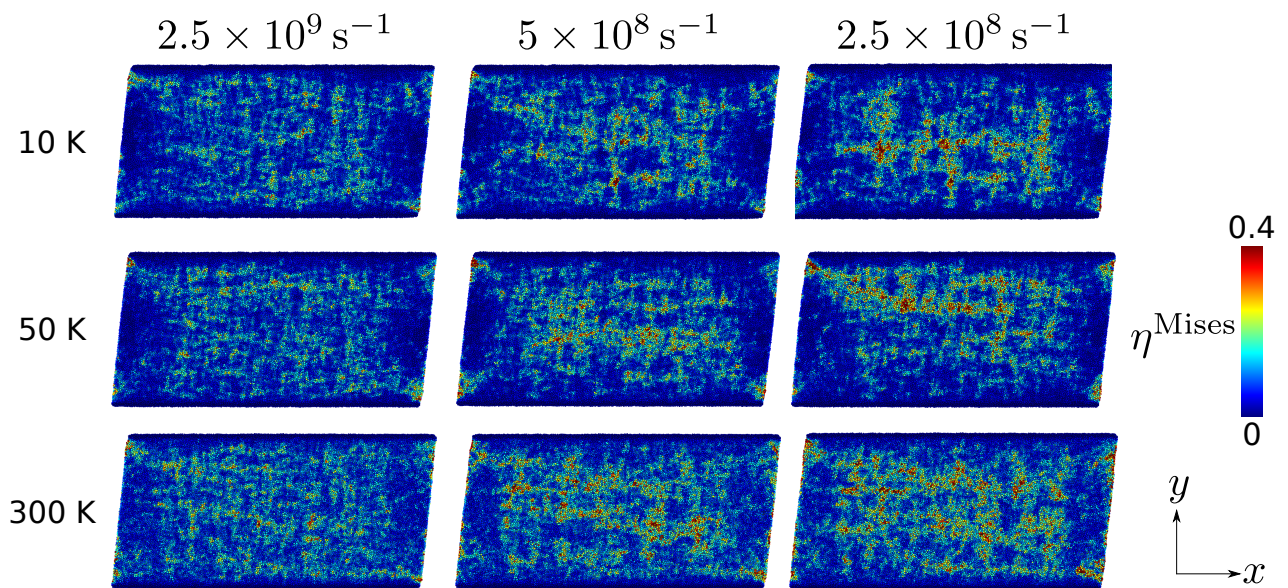 2.5 × 10⁹ s⁻¹ 5 × 10⁸ s⁻¹ 2.5 × 10⁸ s⁻¹
10 K
50 K
300 K
0.4
η^Mises
0
y
x